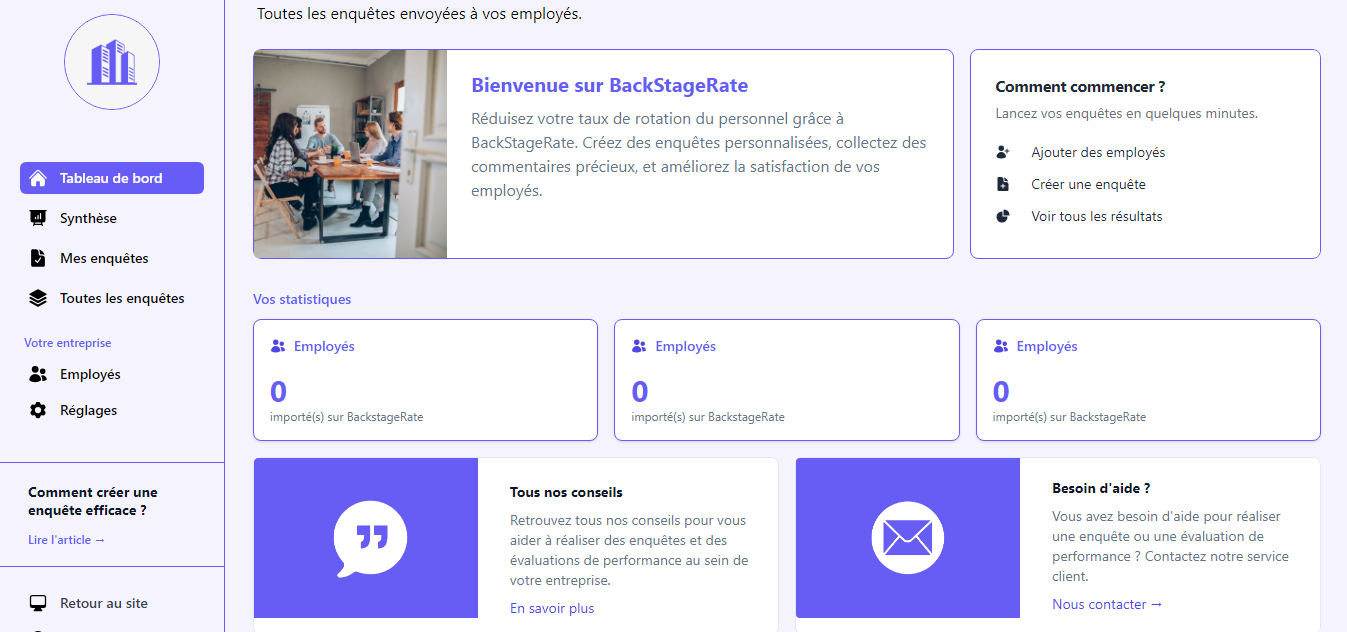 Toutes les enquêtes envoyées à vos employés.
Tableau de bord
Synthèse
Mes enquêtes
Toutes les enquêtes
Votre entreprise
Employés
Réglages
Comment créer une
enquête efficace ?
Lire l'article →
Retour au site
Bienvenue sur BackStageRate
Réduisez votre taux de rotation du personnel grâce à
BackStageRate. Créez des enquêtes personnalisées, collectez des
commentaires précieux, et améliorez la satisfaction de vos
employés.
Comment commencer ?
Lancez vos enquêtes en quelques minutes.
Ajouter des employés
Créer une enquête
Voir tous les résultats
Vos statistiques
Employés
0
importé(s) sur BackstageRate
Employés
0
importé(s) sur BackstageRate
Employés
0
importé(s) sur BackstageRate
Tous nos conseils
Retrouvez tous nos conseils pour vous
aider à réaliser des enquêtes et des
évaluations de performance au sein de
votre entreprise.
En savoir plus
Besoin d'aide ?
Vous avez besoin d'aide pour réaliser
une enquête ou une évaluation de
performance ? Contactez notre service
client.
Nous contacter →